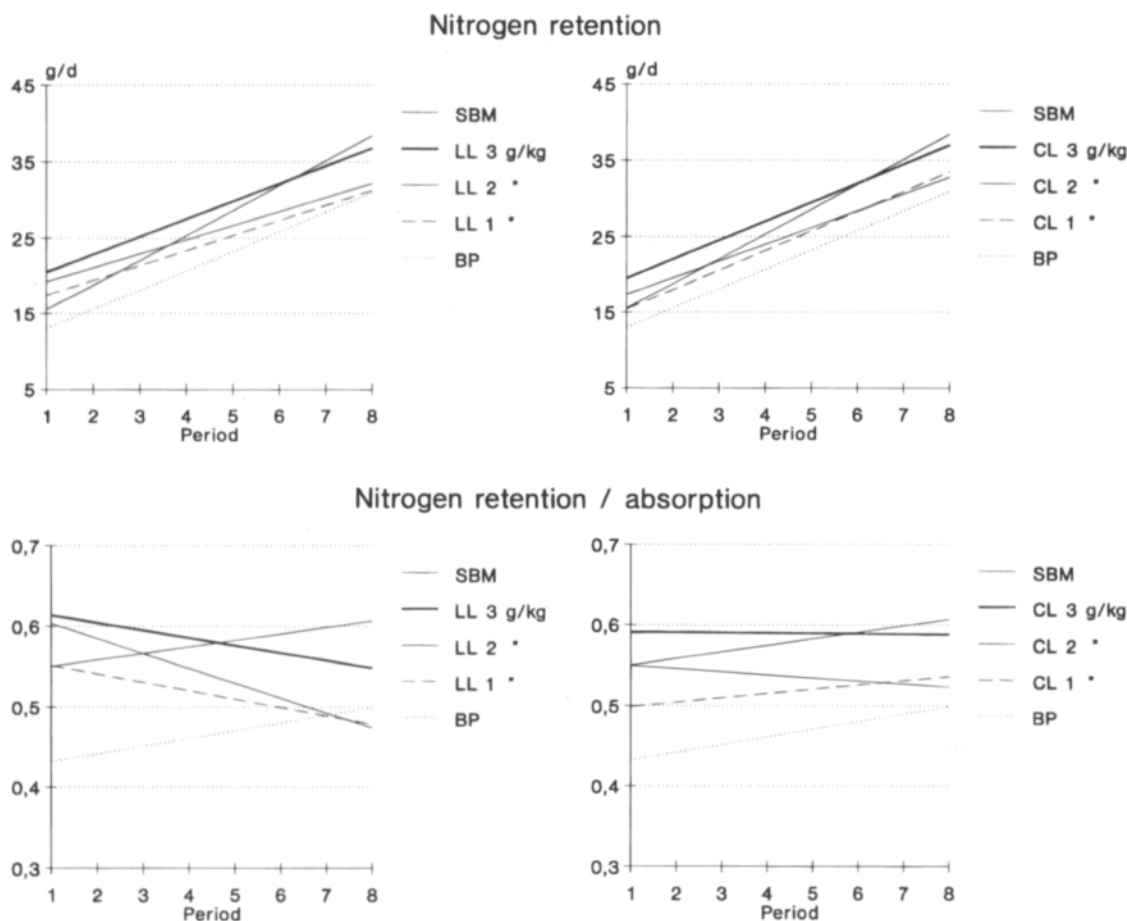 Nitrogen retention
g/d
45
35
25
15
5
1 2 3 4 5 6 7 8
Period
SBM
LL 3 g/kg
LL 2 "
LL 1 "
BP
g/d
45
35
25
15
5
1 2 3 4 5 6 7 8
Period
SBM
CL 3 g/kg
CL 2 "
CL 1 "
BP
Nitrogen retention / absorption
0,7
0,6
0,5
0,4
0,3
1 2 3 4 5 6 7 8
Period
SBM
LL 3 g/kg
LL 2 "
LL 1 "
BP
0,7
0,6
0,5
0,4
0,3
1 2 3 4 5 6 7 8
Period
SBM
CL 3 g/kg
CL 2 "
CL 1 "
BP